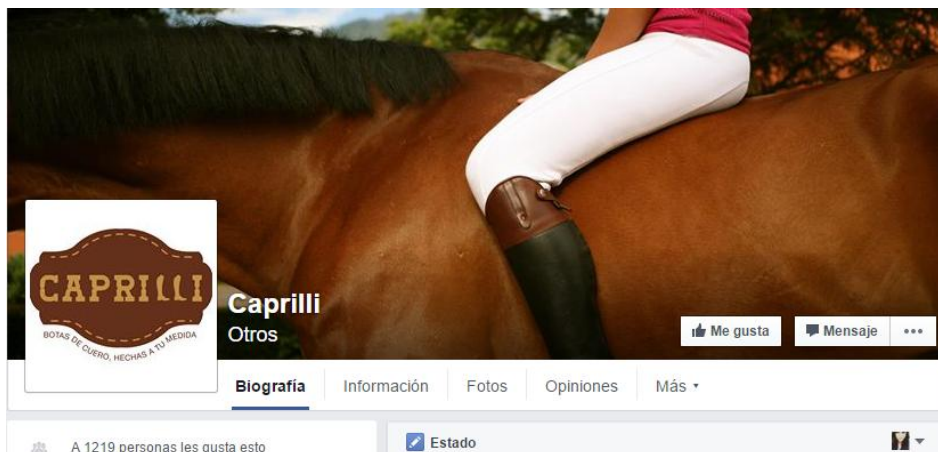 CAPRILLI
BOTAS DE CUERO, HECHAS A TU MEDIDA
Caprilli
Otros
Me gusta
Mensaje
Biografía
Información
Fotos
Opiniones
Más
A 1219 personas les gusta esto
Estado